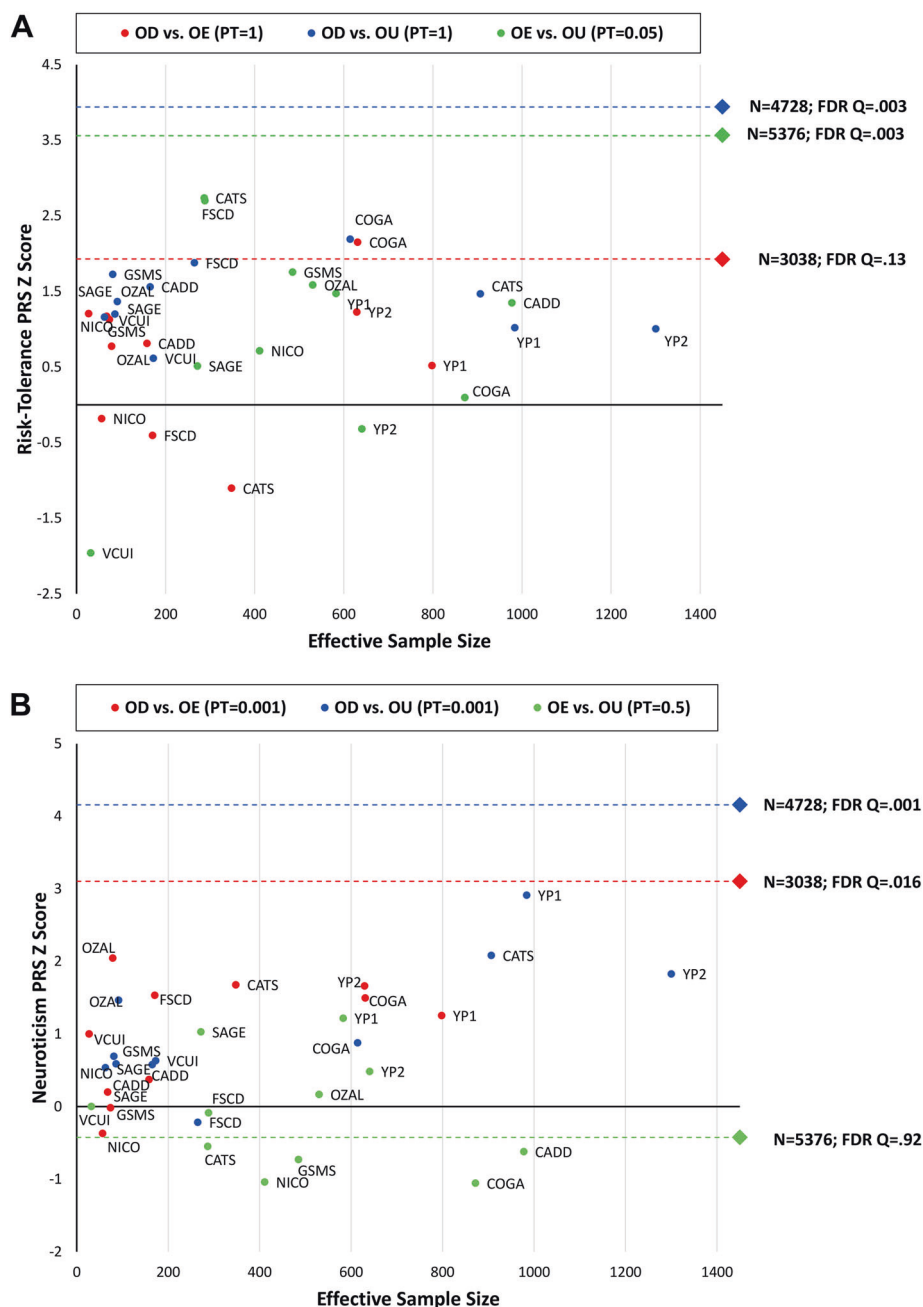 A
OD vs. OE (PT=1) OD vs. OU (PT=1) OE vs. OU (PT=0.05)
4.5
N=4728; FDR Q=.003
3.5
N=5376; FDR Q=.003
CATS
FSCD
2.5
COGA
COGA
N=3038; FDR Q=.13
FSCD
GSMS
GSMS
CADD
OZAL
CATS
SAGE
OZAL
1.5
CADD
SAGE
YP1
YP2
NICO
VCUI
YP1
YP2
GSMS
OZAL
VCUI
CADD
NICO
YP1
SAGE
0.5
COGA
NICO
YP2
FSCD
-0.5
CATS
-1.5
VCUI
-2.5
Risk-Tolerance PRS Z Score
0 200 400 600 800 1000 1200 1400
Effective Sample Size
B
OD vs. OE (PT=0.001) OD vs. OU (PT=0.001) OE vs. OU (PT=0.5)
5
N=4728; FDR Q=.001
4
N=3038; FDR Q=.016
3
YP1
OZAL
CATS
2
YP2
YP2
CATS
OZAL
FSCD
COGA
YP1
YP1
SAGE
1
VCUI
COGA
GSMS
VCUI
NICO
SAGE
CADD
YP2
CADD
SAGE
OZAL
FSCD
0
VCUI
GSMS
FSCD
N=5376; FDR Q=.92
NICO
CATS
CADD
GSMS
NICO
COGA
-1
-2
Neuroticism PRS Z Score
0 200 400 600 800 1000 1200 1400
Effective Sample Size